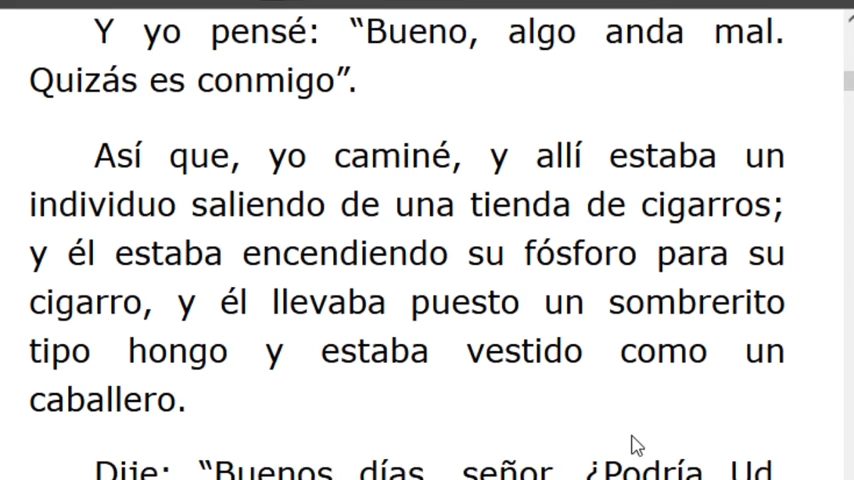 Y yo pensé: “Bueno, algo anda mal.
Quizás es conmigo”.
Así que, yo caminé, y allí estaba un
individuo saliendo de una tienda de cigarros;
y él estaba encendiendo su fósforo para su
cigarro, y él llevaba puesto un sombrerito
tipo hongo y estaba vestido como un
caballero.
Dije: “Buenos días, señor. ¿Podría Ud.